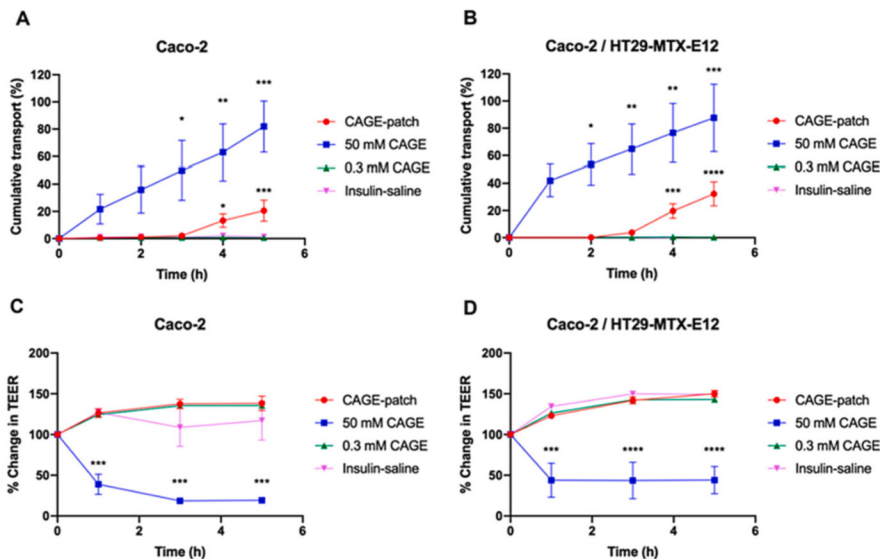 A
Caco-2
Cumulative transport (%)
120
100
80
60
40
20
0
*
**
***
*
***
0
2
4
6
Time (h)
CAGE-patch
50 mM CAGE
0.3 mM CAGE
Insulin-saline
B
Caco-2 / HT29-MTX-E12
Cumulative transport (%)
120
100
80
60
40
20
0
*
**
**
***
***
****
0
2
4
6
Time (h)
CAGE-patch
50 mM CAGE
0.3 mM CAGE
Insulin-saline
C
Caco-2
% Change in TEER
200
150
100
50
0
***
***
***
0
2
4
6
Time (h)
CAGE-patch
50 mM CAGE
0.3 mM CAGE
Insulin-saline
D
Caco-2 / HT29-MTX-E12
% Change in TEER
200
150
100
50
0
***
****
****
0
2
4
6
Time (h)
CAGE-patch
50 mM CAGE
0.3 mM CAGE
Insulin-saline